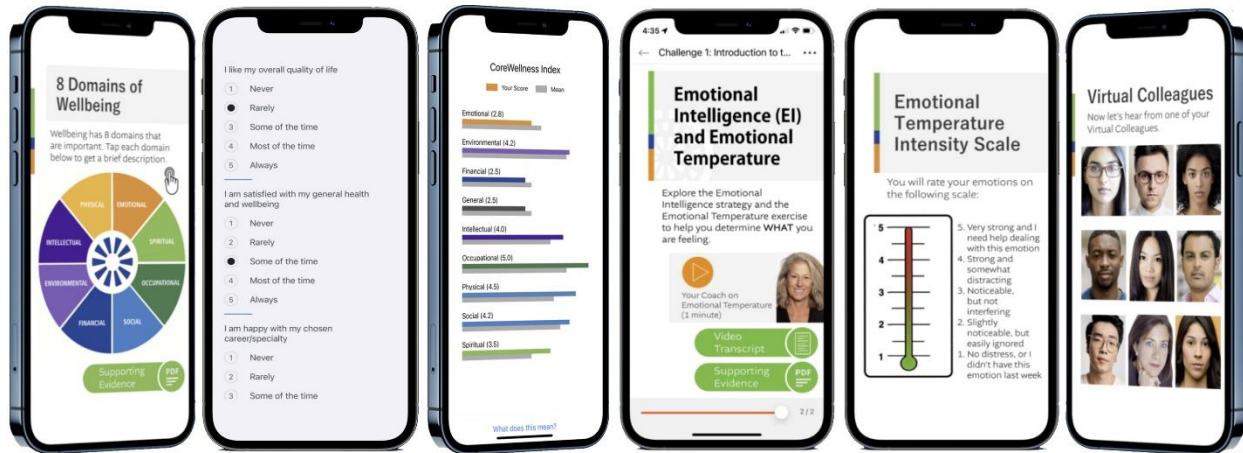 8 Domains of
Wellbeing
Wellbeing has 8 domains that
are important. Tap each domain
below to get a brief description.
PHYSICAL
EMOTIONAL
INTELLECTUAL
SPIRITUAL
ENVIRONMENTAL
OCCUPATIONAL
FINANCIAL
SOCIAL
Supporting
Evidence
PDF
I like my overall quality of life
1 Never
Rarely
3 Some of the time
4 Most of the time
5 Always
I am satisfied with my general health
and wellbeing
1 Never
2 Rarely
Some of the time
4 Most of the time
5 Always
I am happy with my chosen
career/specialty
1 Never
2 Rarely
3 Some of the time
CoreWellness Index
Your Score Mean
Emotional (2.8)
Environmental (4.2)
Financial (2.5)
General (2.5)
Intellectual (4.0)
Occupational (5.0)
Physical (4.5)
Social (4.2)
Spiritual (3.5)
What does this mean?
4:35
Challenge 1: Introduction to t...
Emotional
Intelligence (EI)
and Emotional
Temperature
Explore the Emotional
Intelligence strategy and the
Emotional Temperature exercise
to help you determine WHAT you
are feeling.
Your Coach on
Emotional Temperature
(1 minute)
Video
Transcript
Supporting
Evidence
PDF
2 / 2
Emotional
Temperature
Intensity Scale
You will rate your emotions on
the following scale:
5
4
3
2
1
5. Very strong and I
need help dealing
with this emotion
4. Strong and
somewhat
distracting
3. Noticeable,
but not
interfering
2. Slightly
noticeable, but
easily ignored
1. No distress, or I
didn't have this
emotion last week
Virtual Colleagues
Now let's hear from one of your
Virtual Colleagues.